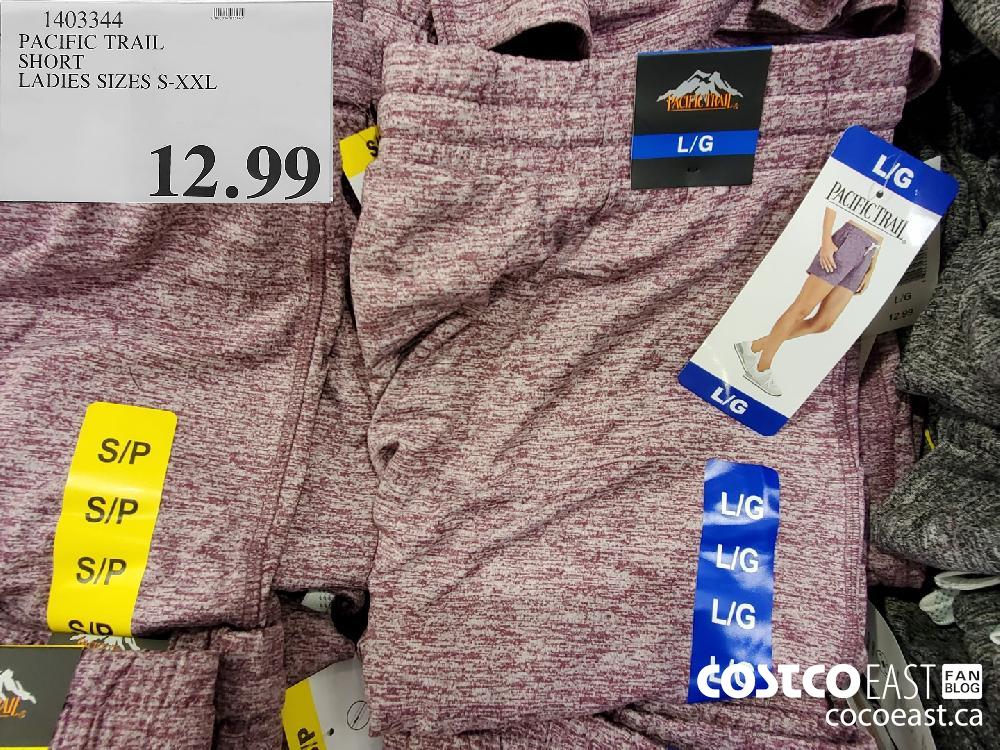 1403344
PACIFIC TRAIL
SHORT
LADIES SIZES S-XXL
12.99
PACIFIC TRAIL
L/G
L/G
PACIFIC TRAIL
L/G
L/G
12.99
S/P
S/P
S/P
S/P
L/G
L/G
L/G
L/G
S/P
COSTCO EAST FAN BLOG
cocoeast.ca